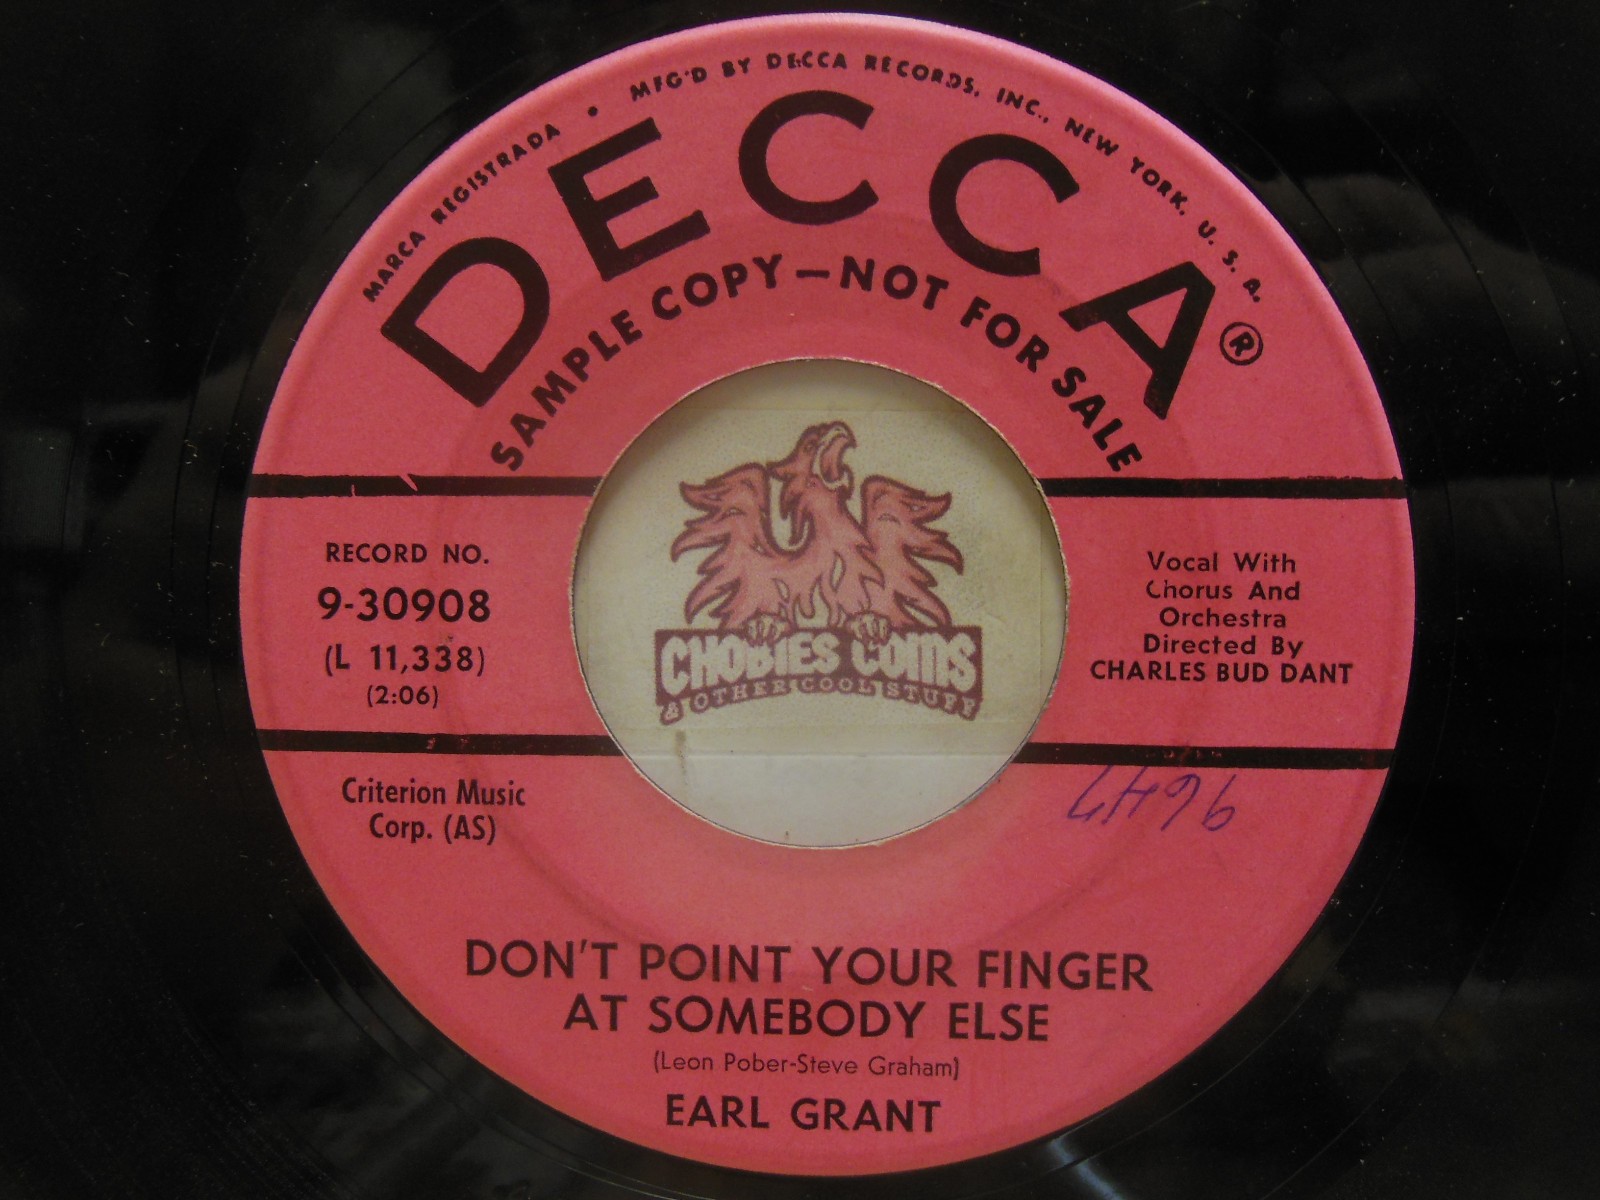 MARCA REGISTRADA • MFG'D BY DECCA RECORDS, INC., NEW YORK, U. S. A.
DECCA®
SAMPLE COPY—NOT FOR SALE
RECORD NO.
9-30908
(L 11,338)
(2:06)
Vocal With
Chorus And
Orchestra
Directed By
CHARLES BUD DANT
CHOBIES COINS
& OTHER COOL STUFF
Criterion Music
Corp. (AS)
DON'T POINT YOUR FINGER
AT SOMEBODY ELSE
(Leon Pober-Steve Graham)
EARL GRANT